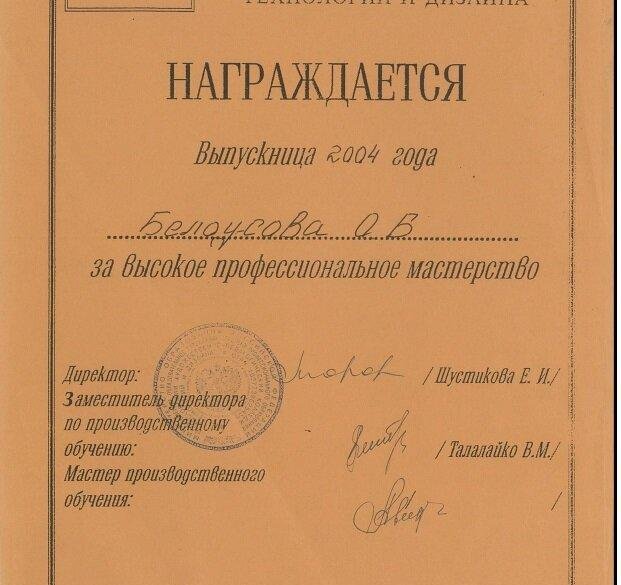 ТЕХНОЛОГИИ И ДИЗАЙНА
НАГРАЖДАЕТСЯ
Выпускница 2004 года
Белоусова О.В
за высокое профессиональное мастерство
Директор: / Шустикова Е. И./
Заместитель директора
по производственному
обучению: / Талалайко В.М./
Мастер производственного
обучения: /